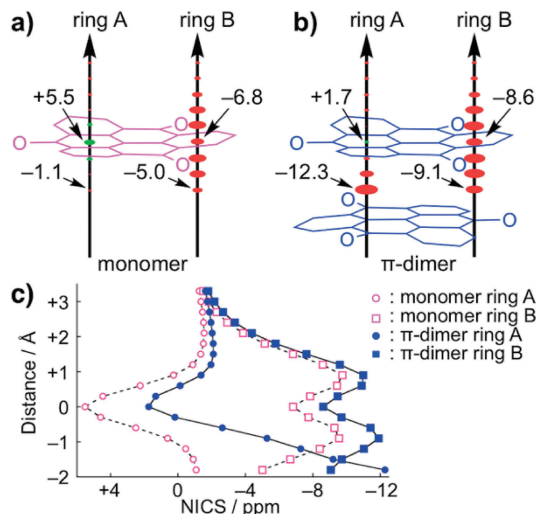 a) ring A ring B
+5.5 –6.8
O O
O
–1.1 –5.0
monomer
b) ring A ring B
+1.7 –8.6
O O
O
–12.3 –9.1
O O
O
π-dimer
c)
+3
+2
+1
0
–1
–2
Distance / Å
+4 0 –4 –8 –12
NICS / ppm
: monomer ring A
: monomer ring B
: π-dimer ring A
: π-dimer ring B